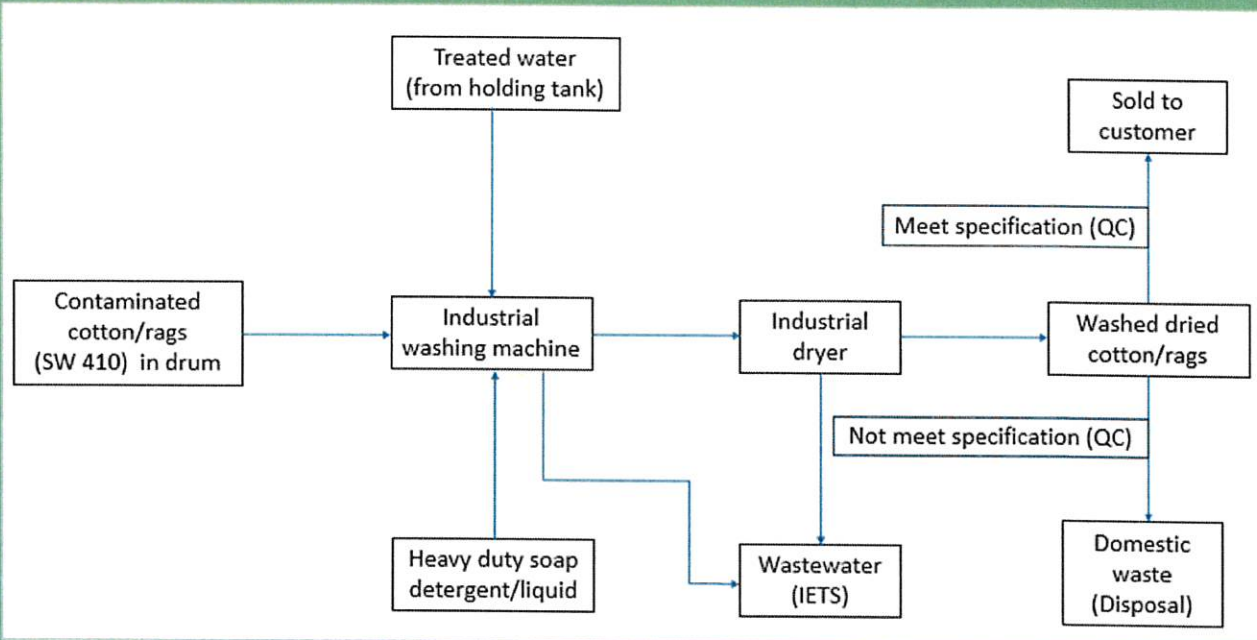 Treated water
(from holding tank)
Sold to
customer
Meet specification (QC)
Contaminated
cotton/rags
(SW 410) in drum
Industrial
washing machine
Industrial
dryer
Washed dried
cotton/rags
Not meet specification (QC)
Heavy duty soap
detergent/liquid
Wastewater
(IETS)
Domestic
waste
(Disposal)